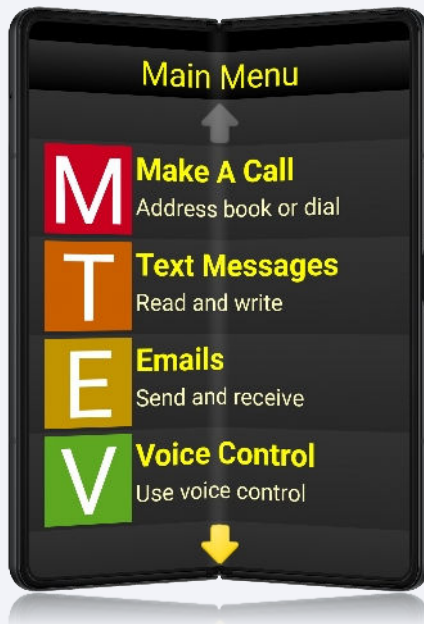 Main Menu
M
Make A Call
Address book or dial
T
Text Messages
Read and write
E
Emails
Send and receive
V
Voice Control
Use voice control